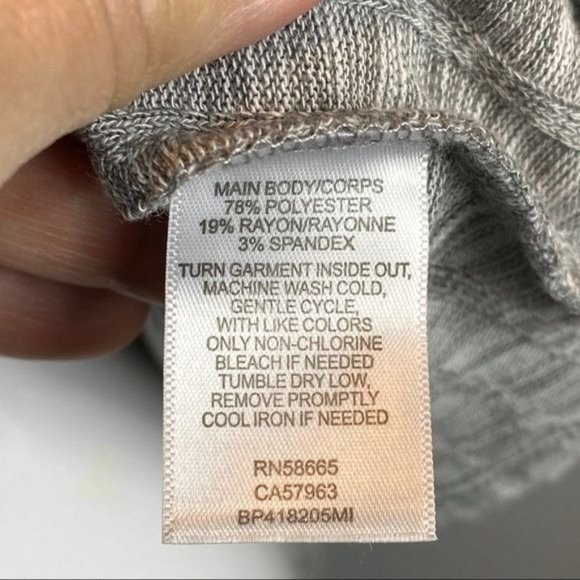 MAIN BODY/CORPS
78% POLYESTER
19% RAYON/RAYONNE
3% SPANDEX
TURN GARMENT INSIDE OUT,
MACHINE WASH COLD,
GENTLE CYCLE,
WITH LIKE COLORS
ONLY NON-CHLORINE
BLEACH IF NEEDED
TUMBLE DRY LOW,
REMOVE PROMPTLY
COOL IRON IF NEEDED
RN58665
CA57963
BP418205MI